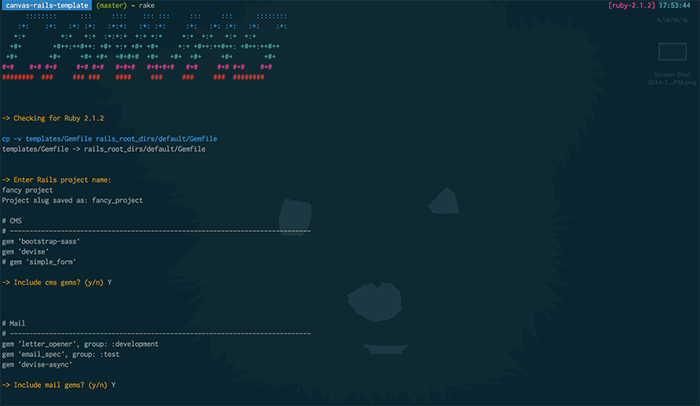 canvas-rails-template (master) ~ rake [ruby-2.1.2] 17:53:44
-> Checking for Ruby 2.1.2
cp -v templates/Gemfile rails_root_dirs/default/Gemfile
templates/Gemfile -> rails_root_dirs/default/Gemfile
-> Enter Rails project name:
fancy project
Project slug saved as: fancy_project
# CMS
# --------------------------------------------------------------------------
gem 'bootstrap-sass'
gem 'devise'
# gem 'simple_form'
-> Include cms gems? (y/n) Y
# Mail
# --------------------------------------------------------------------------
gem 'letter_opener', group: :development
gem 'email_spec', group: :test
gem 'devise-async'
-> Include mail gems? (y/n) Y
Screen Shot
2014-1...PM.png